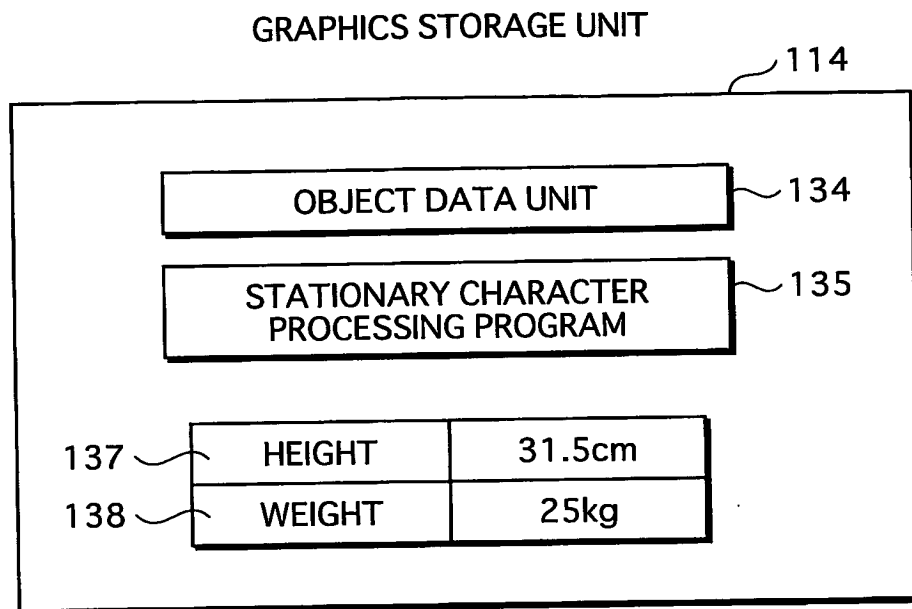 GRAPHICS STORAGE UNIT
114
OBJECT DATA UNIT
134
STATIONARY CHARACTER
PROCESSING PROGRAM
135
137 HEIGHT 31.5cm
138 WEIGHT 25kg